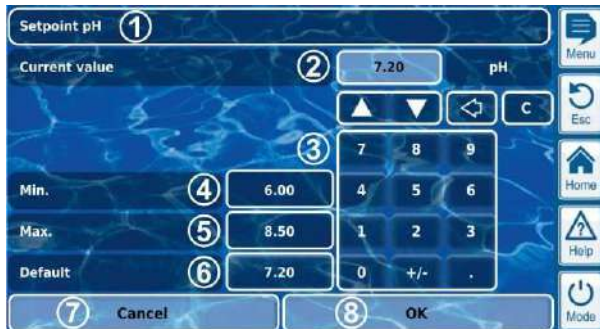 Setpoint pH 1
Menu
Current value 2 7.20 pH
C
Esc
3 7 8 9
Home
Min. 4 6.00 4 5 6
Max. 5 8.50 1 2 3
? Help
Default 6 7.20 0 +/- .
7 Cancel 8 OK
Mode